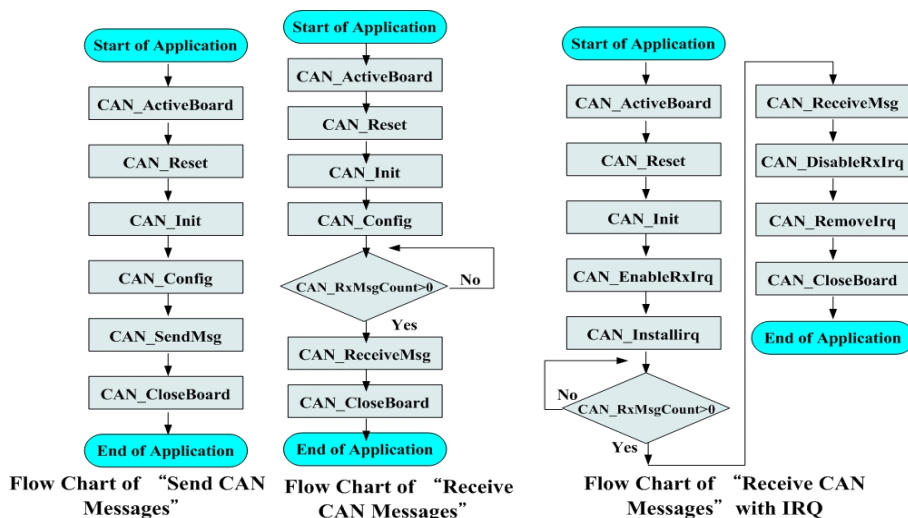 Start of Application
CAN_ActiveBoard
CAN_Reset
CAN_Init
CAN_Config
CAN_SendMsg
CAN_CloseBoard
End of Application
Flow Chart of “Send CAN
Messages”
Start of Application
CAN_ActiveBoard
CAN_Reset
CAN_Init
CAN_Config
CAN_RxMsgCount>0
No
Yes
CAN_ReceiveMsg
CAN_CloseBoard
End of Application
Flow Chart of “Receive
CAN Messages”
Start of Application
CAN_ActiveBoard
CAN_Reset
CAN_Init
CAN_EnableRxIrq
CAN_Installirq
No
CAN_RxMsgCount>0
Yes
CAN_ReceiveMsg
CAN_DisableRxIrq
CAN_RemoveIrq
CAN_CloseBoard
End of Application
Flow Chart of “Receive CAN
Messages” with IRQ